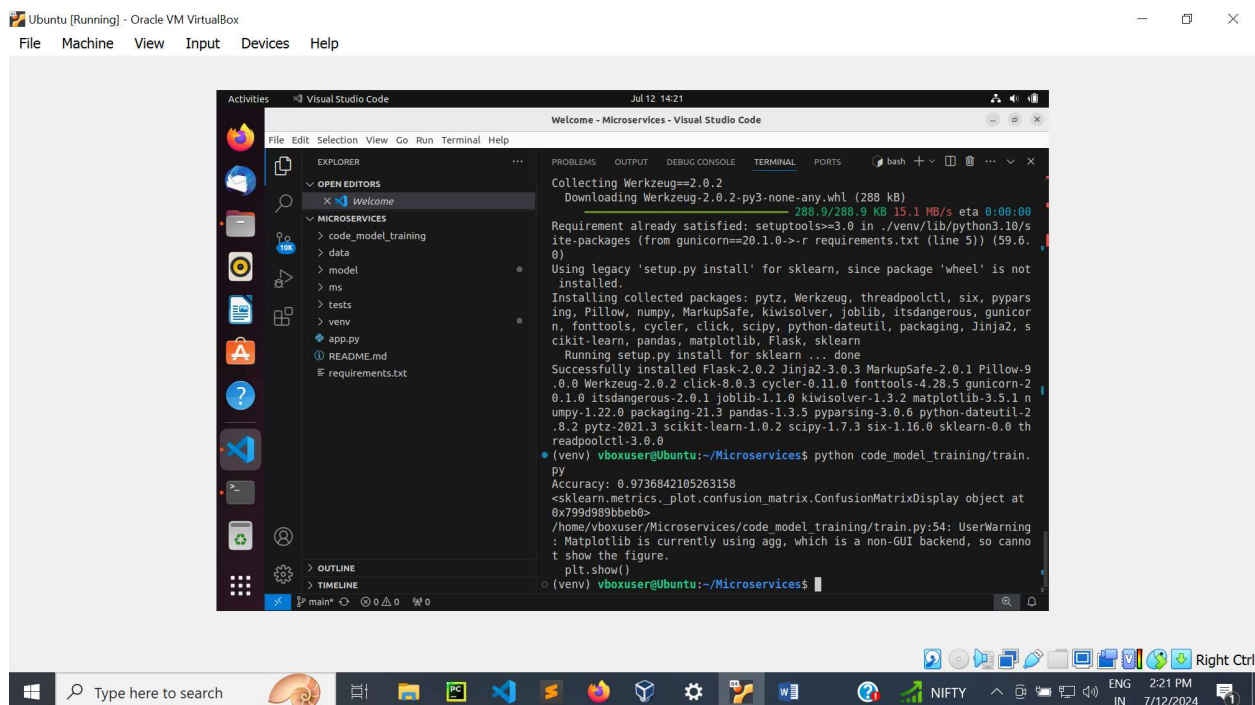 Ubuntu [Running] - Oracle VM VirtualBox
File Machine View Input Devices Help
Activities Visual Studio Code Jul 12 14:21
Welcome - Microservices - Visual Studio Code
File Edit Selection View Go Run Terminal Help
EXPLORER
OPEN EDITORS
Welcome
MICROSERVICES
code_model_training
data
model
ms
tests
venv
app.py
README.md
requirements.txt
OUTLINE
TIMELINE
10K
PROBLEMS OUTPUT DEBUG CONSOLE TERMINAL PORTS bash
Collecting Werkzeug==2.0.2
Downloading Werkzeug-2.0.2-py3-none-any.whl (288 kB)
288.9/288.9 KB 15.1 MB/s eta 0:00:00
Requirement already satisfied: setuptools>=3.0 in ./venv/lib/python3.10/s
ite-packages (from gunicorn==20.1.0->-r requirements.txt (line 5)) (59.6.
0)
Using legacy 'setup.py install' for sklearn, since package 'wheel' is not
installed.
Installing collected packages: pytz, Werkzeug, threadpoolctl, six, pypars
ing, Pillow, numpy, MarkupSafe, kiwisolver, joblib, itsdangerous, gunicor
n, fonttools, cycler, click, scipy, python-dateutil, packaging, Jinja2, s
cikit-learn, pandas, matplotlib, Flask, sklearn
Running setup.py install for sklearn ... done
Successfully installed Flask-2.0.2 Jinja2-3.0.3 MarkupSafe-2.0.1 Pillow-9
.0.0 Werkzeug-2.0.2 click-8.0.3 cycler-0.11.0 fonttools-4.28.5 gunicorn-2
0.1.0 itsdangerous-2.0.1 joblib-1.1.0 kiwisolver-1.3.2 matplotlib-3.5.1 n
umpy-1.22.0 packaging-21.3 pandas-1.3.5 pyparsing-3.0.6 python-dateutil-2
.8.2 pytz-2021.3 scikit-learn-1.0.2 scipy-1.7.3 six-1.16.0 sklearn-0.0 th
readpoolctl-3.0.0
(venv) vboxuser@Ubuntu:~/Microservices$ python code_model_training/train.
py
Accuracy: 0.9736842105263158
<sklearn.metrics._plot.confusion_matrix.ConfusionMatrixDisplay object at
0x799d989bbeb0>
/home/vboxuser/Microservices/code_model_training/train.py:54: UserWarning
: Matplotlib is currently using agg, which is a non-GUI backend, so canno
t show the figure.
plt.show()
(venv) vboxuser@Ubuntu:~/Microservices$
main* 0 0 0
Right Ctrl
Type here to search
NIFTY
ENG
IN
2:21 PM
7/12/2024